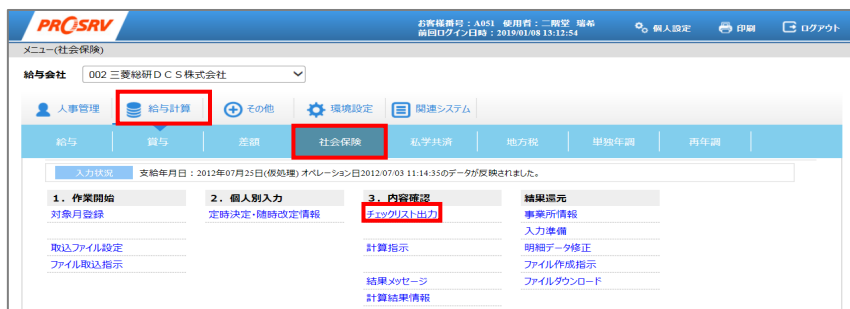 PROSRV
お客様番号：A051 使用者：二階堂 瑞希
前回ログイン日時：2019/01/08 13:12:54
個人設定
印刷
ログアウト
メニュー(社会保険)
給与会社
002 三菱総研ＤＣＳ株式会社
人事管理
給与計算
その他
環境設定
関連システム
給与
賞与
差額
社会保険
私学共済
地方税
単独年調
再年調
入力状況
支給年月日：2012年07月25日(仮処理) オペレーション日2012/07/03 11:14:35のデータが反映されました。
１．作業開始
２．個人別入力
３．内容確認
結果還元
対象月登録
定時決定・随時改定情報
チェックリスト出力
事業所情報
入力準備
取込ファイル設定
計算指示
明細データ修正
ファイル取込指示
ファイル作成指示
結果メッセージ
ファイルダウンロード
計算結果情報